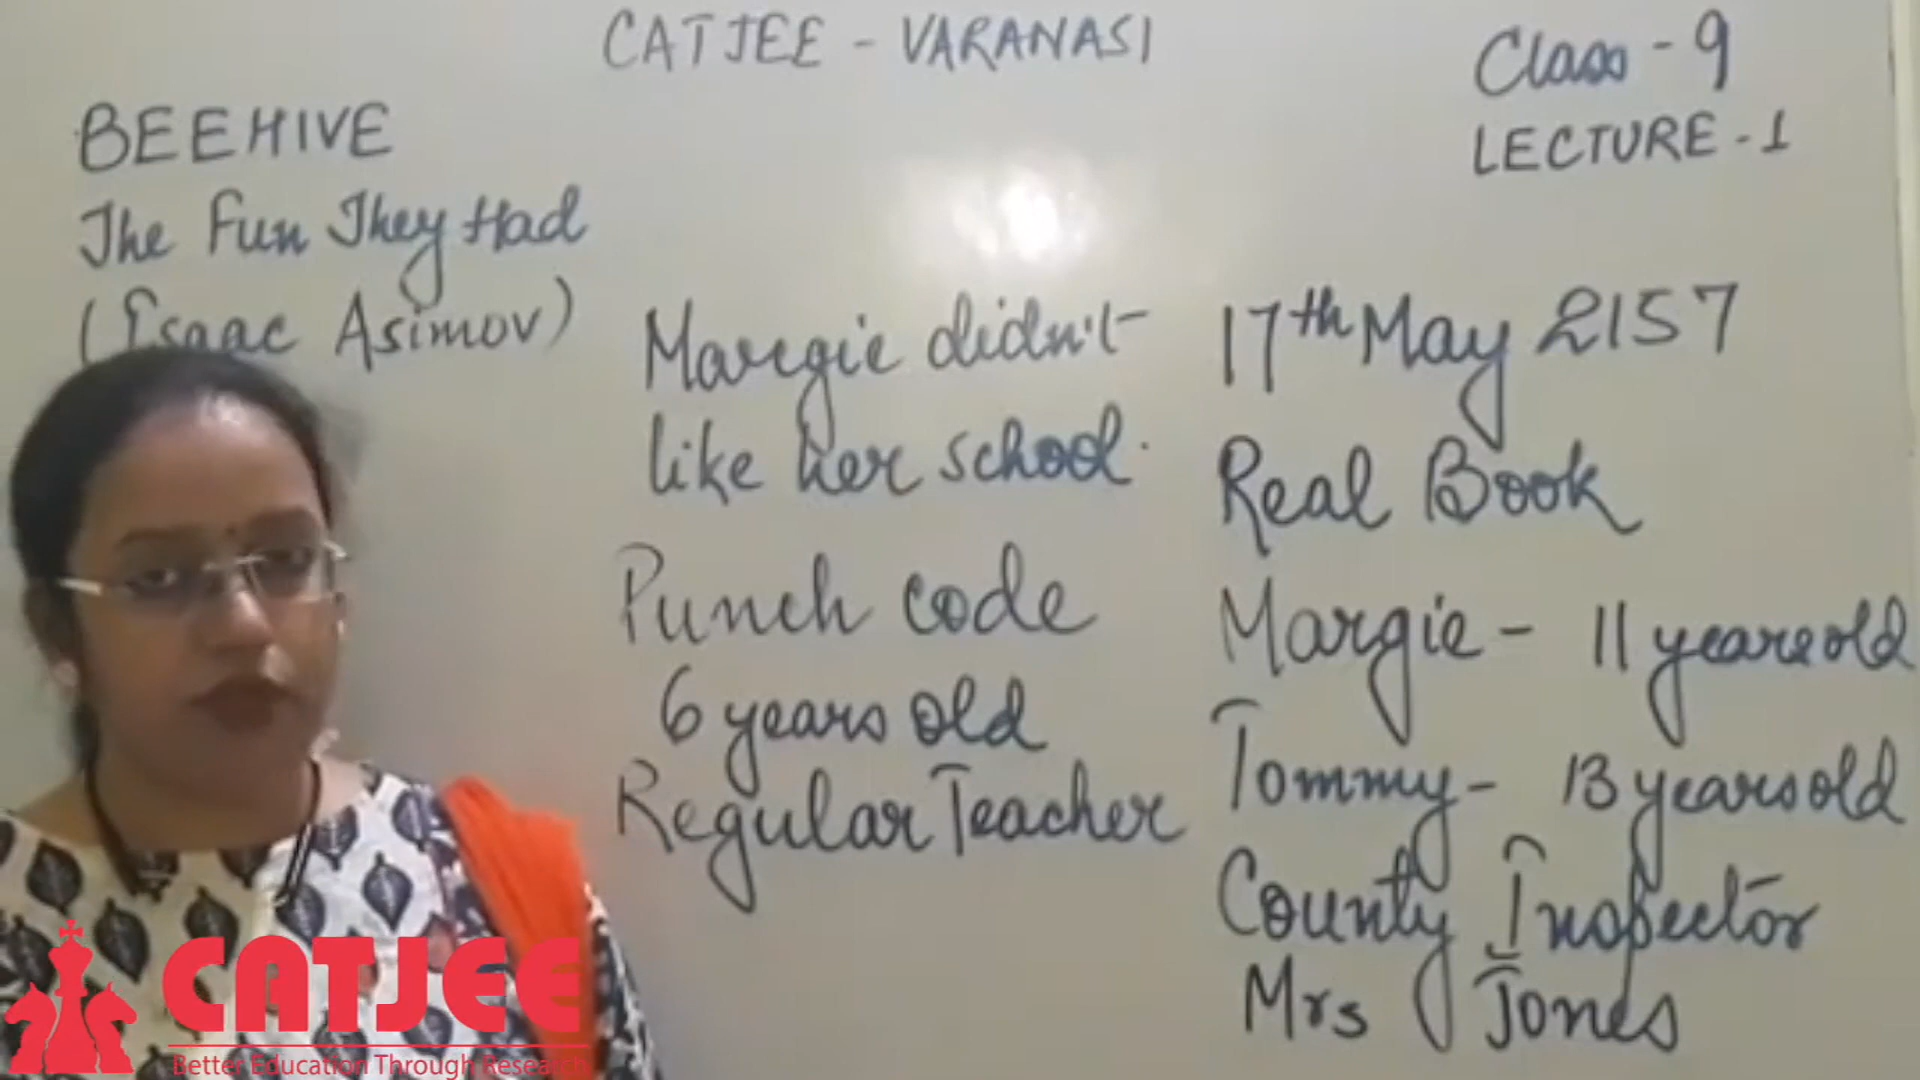 CATJEE - VARANASI
Class - 9
LECTURE - 1
BEEHIVE
The Fun They Had
(Isaac Asimov)
Margie didn't
like her school.
Punch code
6 years old
Regular Teacher
17th May 2157
Real Book
Margie - 11 years old
Tommy - 13 years old
County Inspector
Mrs Jones
CATJEE
Better Education Through Research